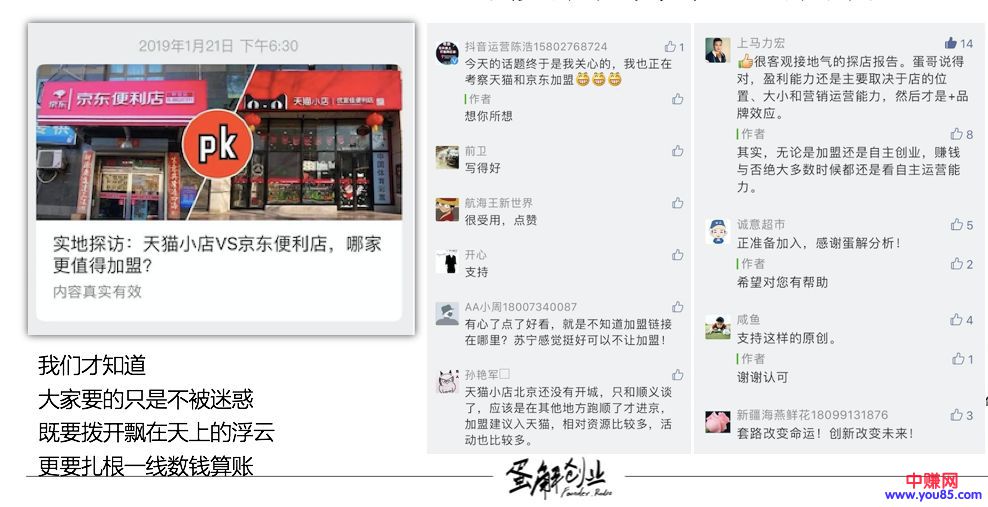 2019年1月21日 下午6:30
京东便利店
京东
天猫小店
pk
中国体育彩票
实地探访：天猫小店VS京东便利店，哪家
更值得加盟？
内容真实有效
我们才知道
大家要的只是不被迷惑
既要拨开飘在天上的浮云
更要扎根一线数钱算账
抖音运营陈浩15802768724
1
今天的话题终于是我关心的，我也正在
考察天猫和京东加盟😁😁😁
作者
想你所想
前卫
写得好
航海王新世界
很受用，点赞
开心
支持
AA小周18007340087
有心了点了好看，就是不知道加盟链接
在哪里？苏宁感觉挺好可以不让加盟！
孙艳军
天猫小店北京还没有开城，只和顺义谈
了，应该是在其他地方跑顺了才进京，
加盟建议入天猫，相对资源比较多，活
动也比较多。
上马力宏
14
👍很客观接地气的探店报告。蛋哥说得
对，盈利能力还是主要取决于店的位
置、大小和营销运营能力，然后才是+品
牌效应。
作者
8
其实，无论是加盟还是自主创业，赚钱
与否绝大多数时候都还是看自主运营能
力。
诚意超市
5
正准备加入，感谢蛋解分析！
作者
2
希望对您有帮助
咸鱼
4
支持这样的原创。
作者
1
谢谢认可
新疆海燕鲜花18099131876
3
套路改变命运！创新改变未来！
蛋解创业
Founder.Rules
中赚网
www.you85.com